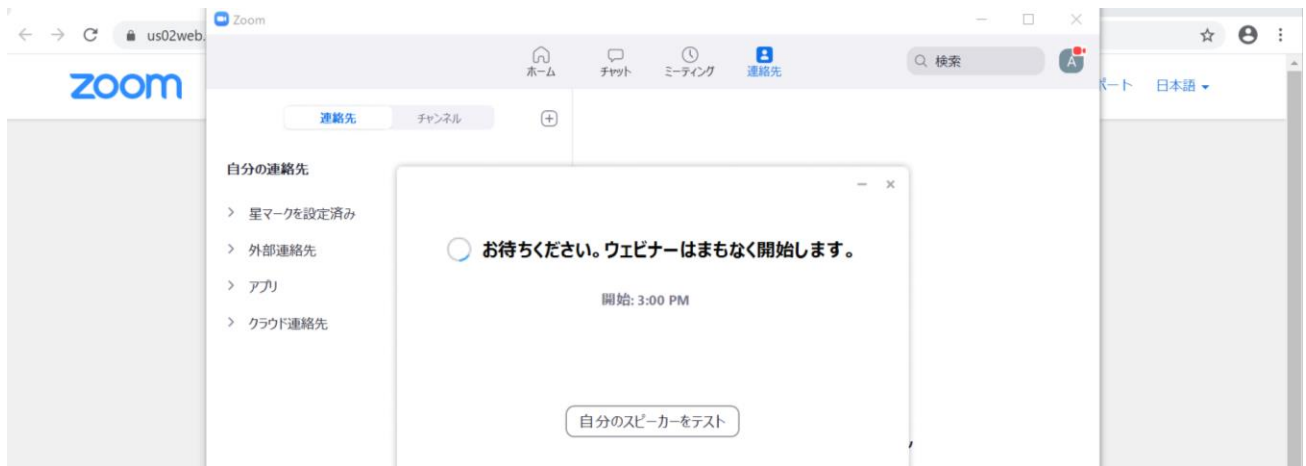 Zoom
us02web.
zoom
ホーム
チャット
ミーティング
連絡先
検索
A
ポート
日本語
連絡先
チャンネル
自分の連絡先
星マークを設定済み
外部連絡先
アプリ
クラウド連絡先
お待ちください。ウェビナーはまもなく開始します。
開始: 3:00 PM
自分のスピーカーをテスト